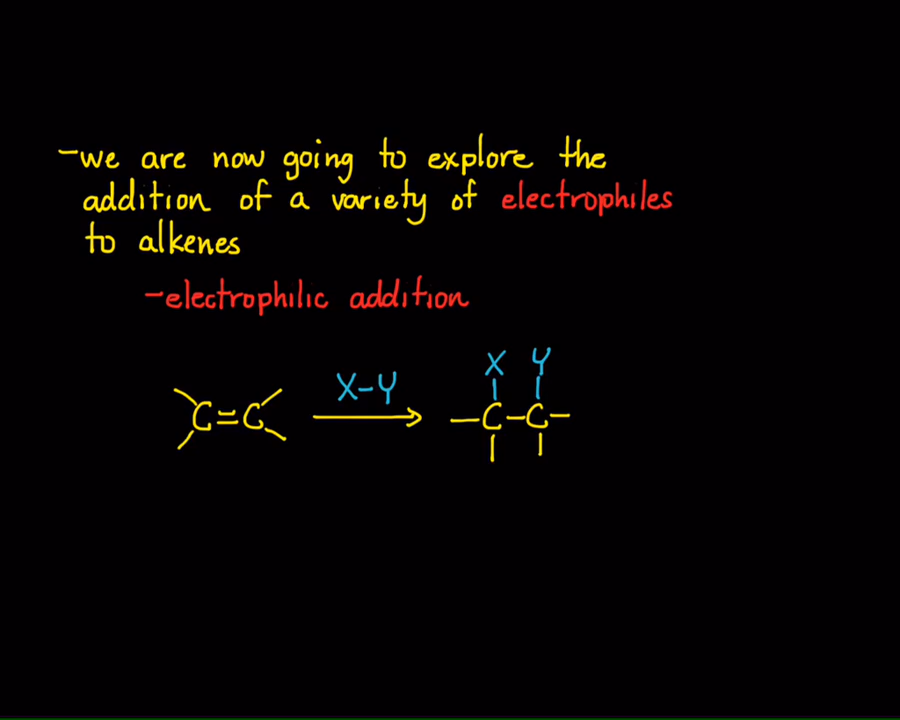 -we are now going to explore the
addition of a variety of electrophiles
to alkenes
-electrophilic addition
X Y
X-Y
C=C C-C